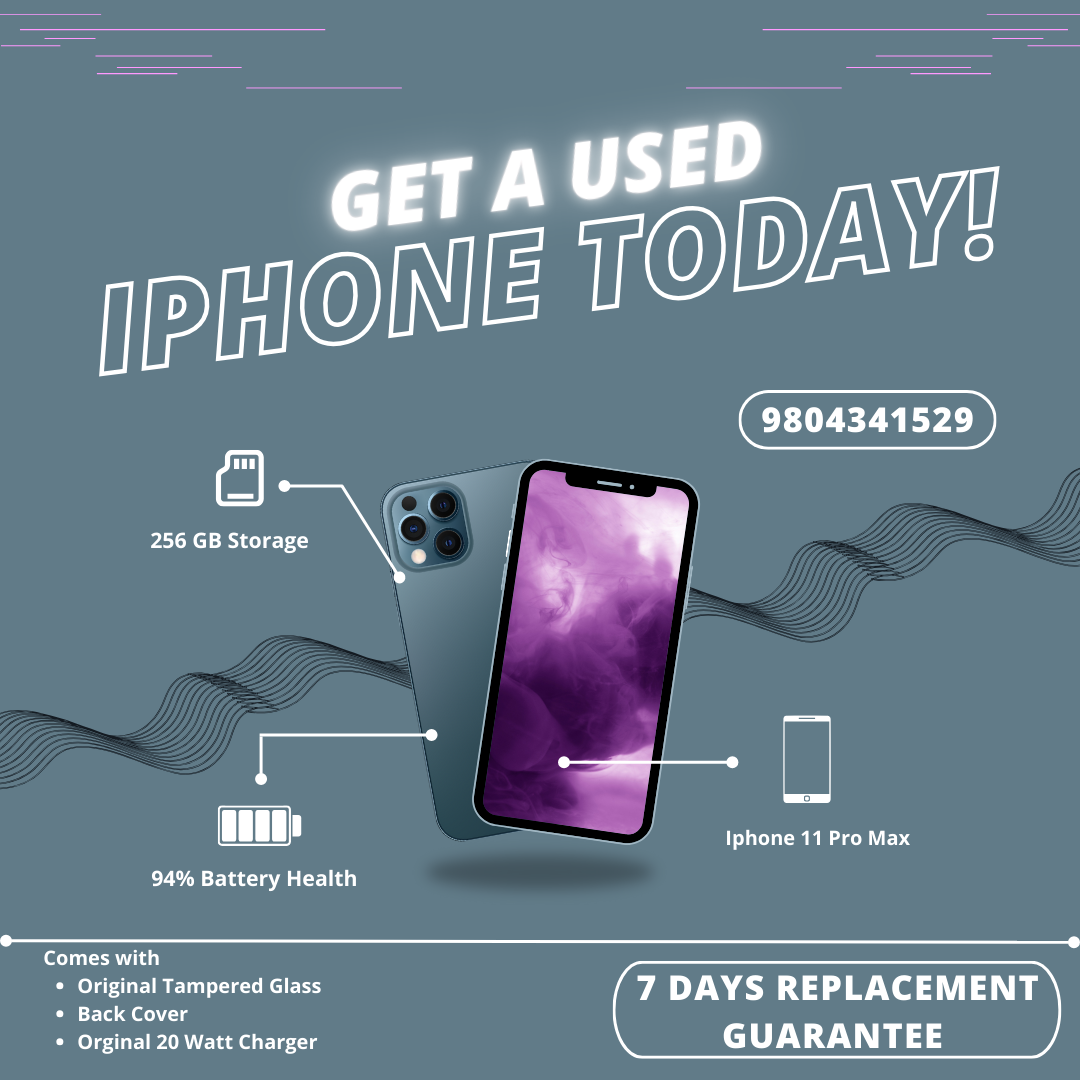 GET A USED
IPHONE TODAY!
9804341529
256 GB Storage
94% Battery Health
Iphone 11 Pro Max
Comes with
• Original Tampered Glass
• Back Cover
• Orginal 20 Watt Charger
7 DAYS REPLACEMENT
GUARANTEE